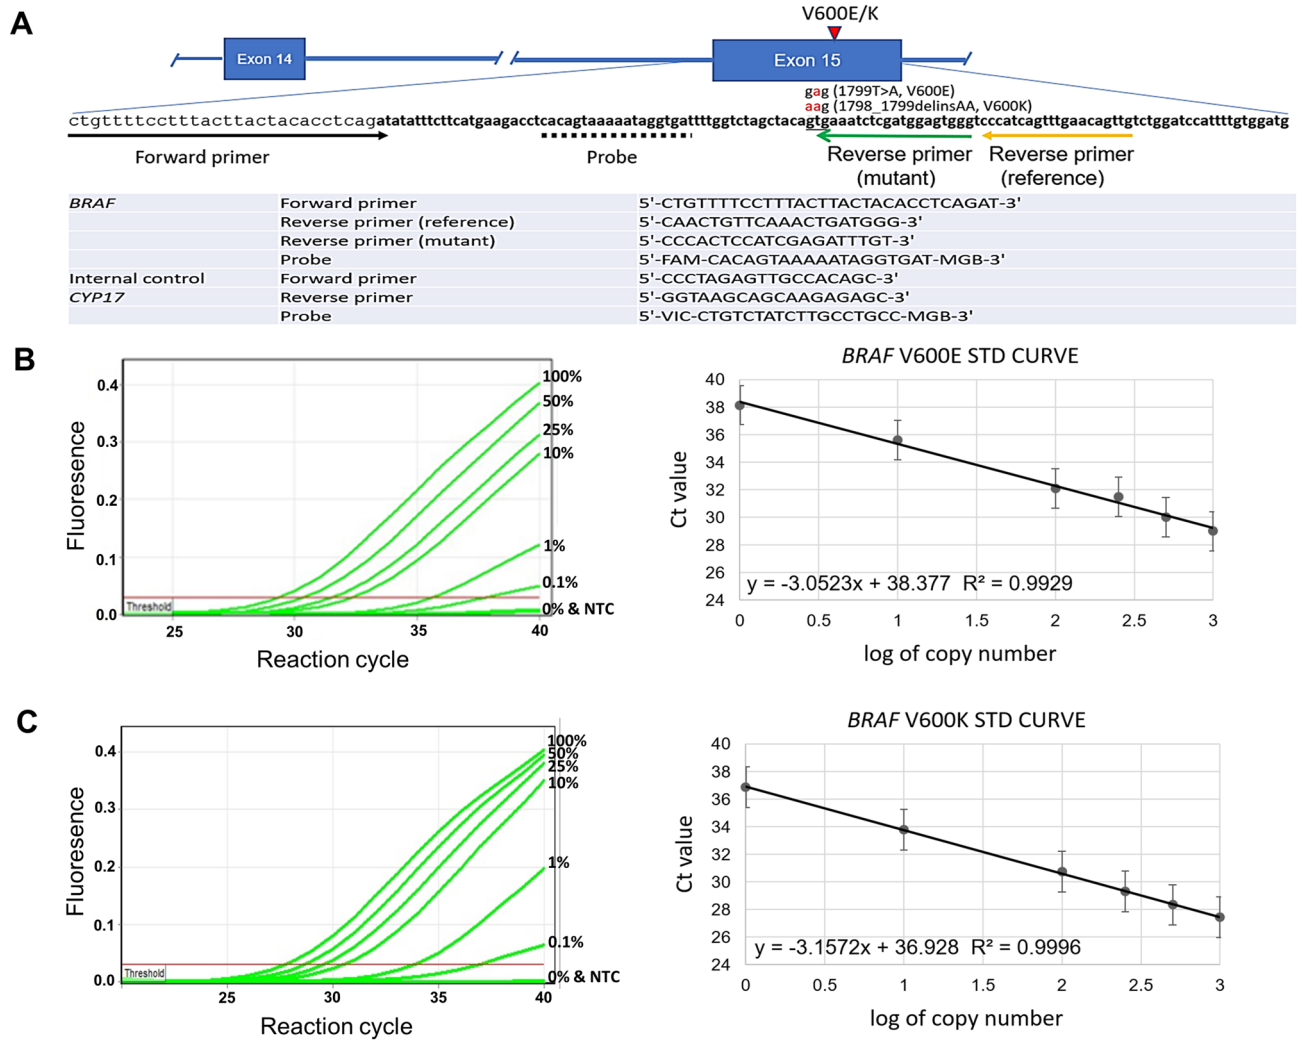 A
V600E/K
Exon 14
Exon 15
gag (1799T>A, V600E)
aag (1798_1799delinsAA, V600K)
ctgttttcctttacttactacacctcagatatatttcttcatgaagacctcacagtaaaaataggtgattttggtctagctacagtgaaatctcgatggagtgggtcccatcagtttgaacagttgtctggatccattttgtggatg
Forward primer
Probe
Reverse primer (mutant)
Reverse primer (reference)
BRAF Forward primer 5'-CTGTTTTCCTTTACTTACTACACCTCAGAT-3'
Reverse primer (reference) 5'-CAACTGTTCAAACTGATGGG-3'
Reverse primer (mutant) 5'-CCCACTCCATCGAGATTTGT-3'
Probe 5'-FAM-CACAGTAAAAATAGGTGAT-MGB-3'
Internal control Forward primer 5'-CCCTAGAGTTGCCACAGC-3'
CYP17 Reverse primer 5'-GGTAAGCAGCAAGAGAGC-3'
Probe 5'-VIC-CTGTCTATCTTGCCTGCC-MGB-3'
B
Fluoresence
0.4
0.3
0.2
0.1
0.0
Threshold
100%
50%
25%
10%
1%
0.1%
0% & NTC
25 30 35 40
Reaction cycle
BRAF V600E STD CURVE
Ct value
40
38
36
34
32
30
28
26
24
y = -3.0523x + 38.377 R² = 0.9929
0 0.5 1 1.5 2 2.5 3
log of copy number
C
Fluoresence
0.4
0.3
0.2
0.1
0.0
Threshold
100%
50%
25%
10%
1%
0.1%
0% & NTC
25 30 35 40
Reaction cycle
BRAF V600K STD CURVE
Ct value
40
38
36
34
32
30
28
26
24
y = -3.1572x + 36.928 R² = 0.9996
0 0.5 1 1.5 2 2.5 3
log of copy number